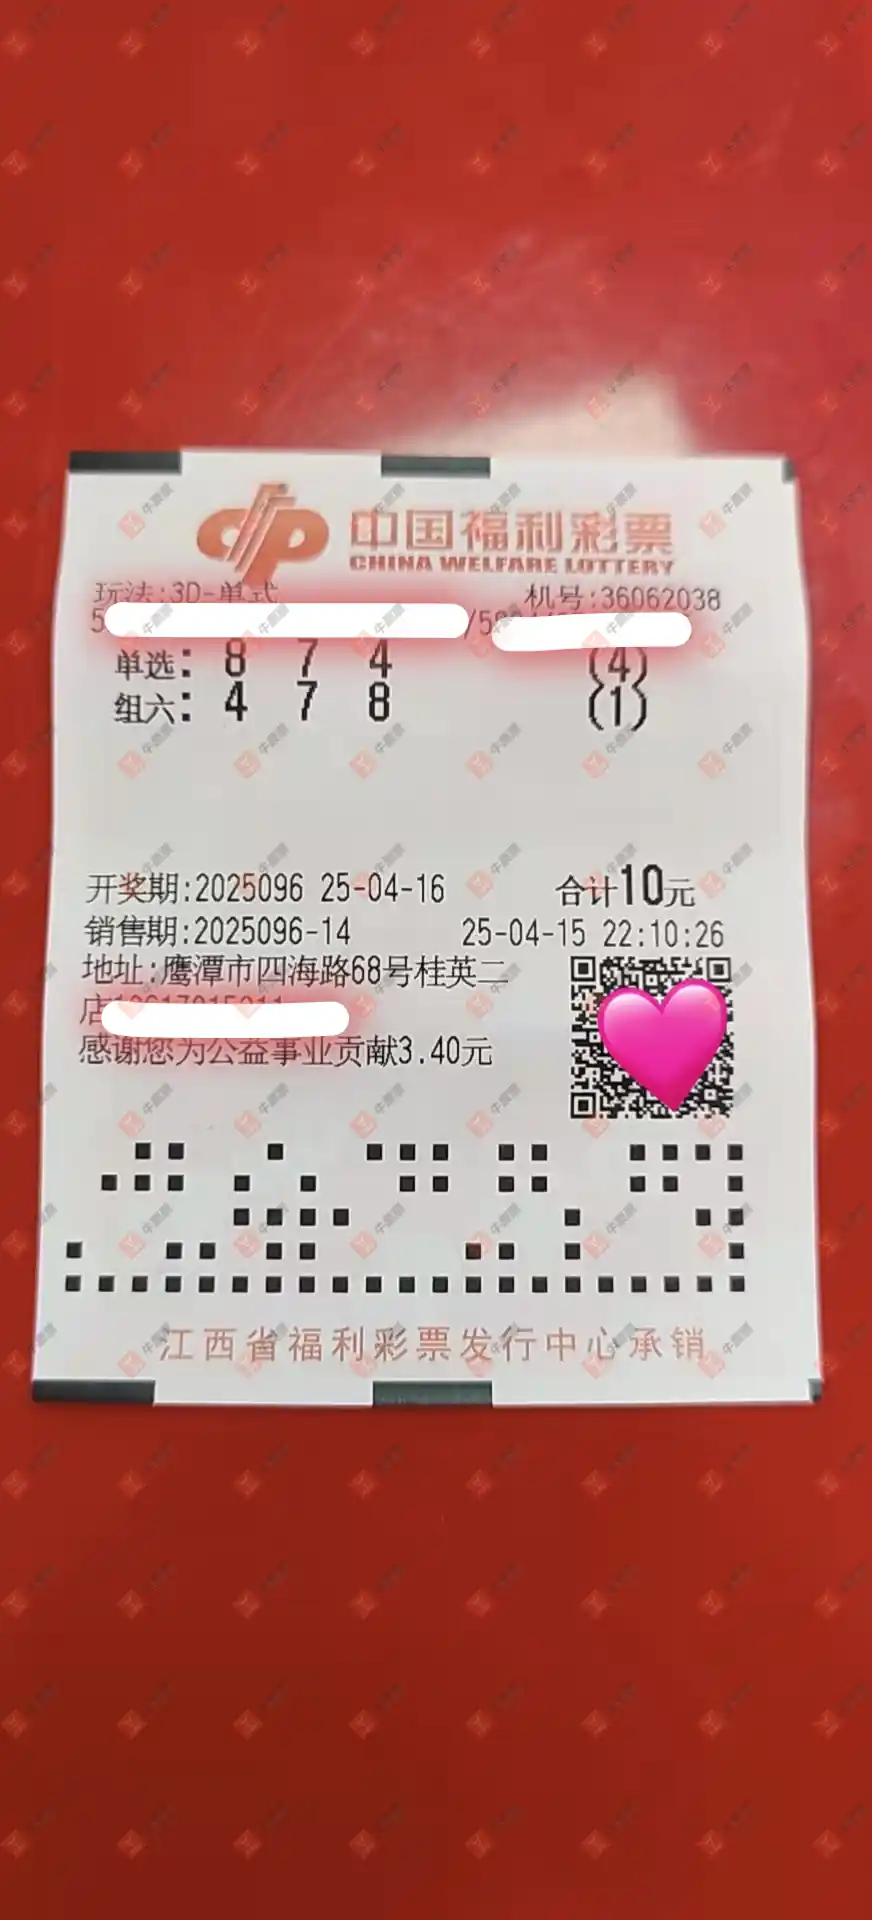 中国福利彩票
CHINA WELFARE LOTTERY
玩法:3D-单式 机号:36062038
单选: 8 7 4 (4)
组六: 4 7 8 (1)
开奖期:2025096 25-04-16 合计10元
销售期:2025096-14 25-04-15 22:10:26
地址:鹰潭市四海路68号桂英二
店
感谢您为公益事业贡献3.40元
江西省福利彩票发行中心承销